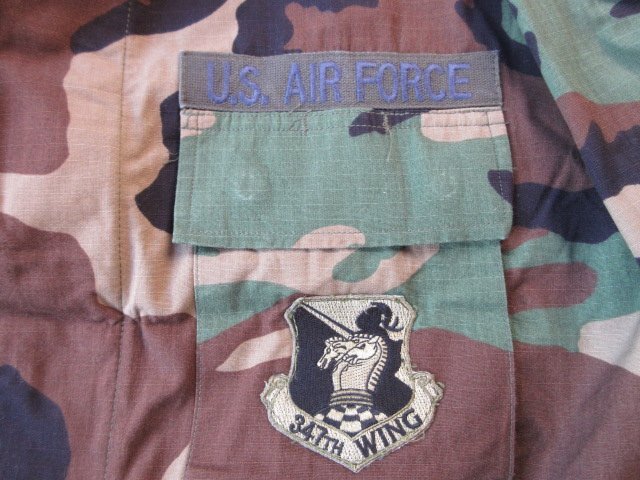 U.S. AIR FORCE
347TH WING